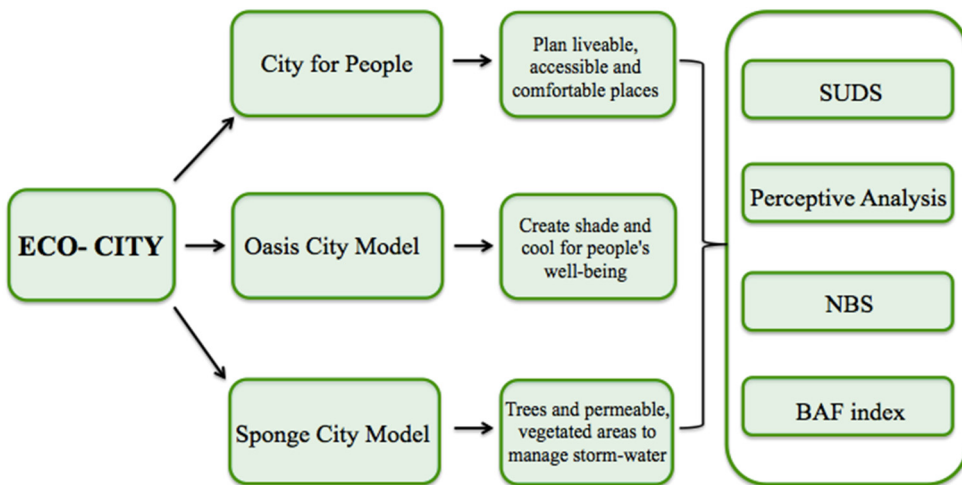 ECO- CITY
City for People
Plan liveable,
accessible and
comfortable places
Oasis City Model
Create shade and
cool for people's
well-being
Sponge City Model
Trees and permeable,
vegetated areas to
manage storm-water
SUDS
Perceptive Analysis
NBS
BAF index